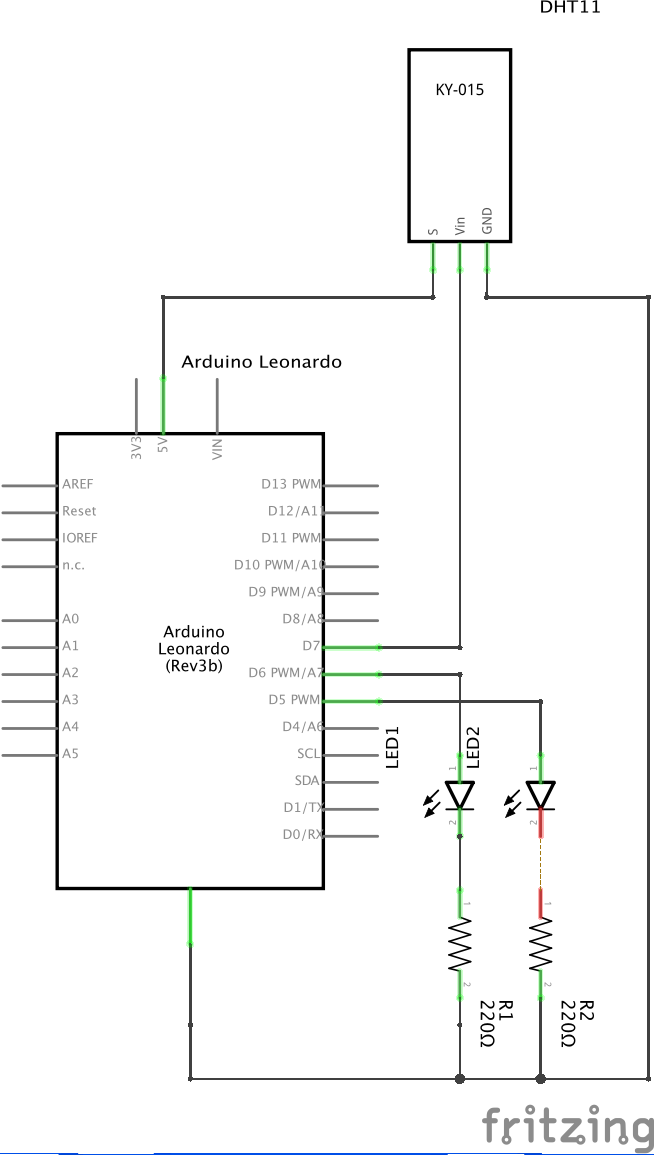 DHT11
KY-015
S
Vin
GND
Arduino Leonardo
3V3
5V
VIN
AREF
Reset
IOREF
n.c.
A0
A1
A2
A3
A4
A5
Arduino
Leonardo
(Rev3b)
D13 PWM
D12/A11
D11 PWM
D10 PWM/A10
D9 PWM/A9
D8/A8
D7
D6 PWM/A7
D5 PWM
D4/A6
SCL
SDA
D1/TX
D0/RX
LED1
LED2
1
2
1
2
1
2
1
2
R1
220Ω
R2
220Ω
fritzing